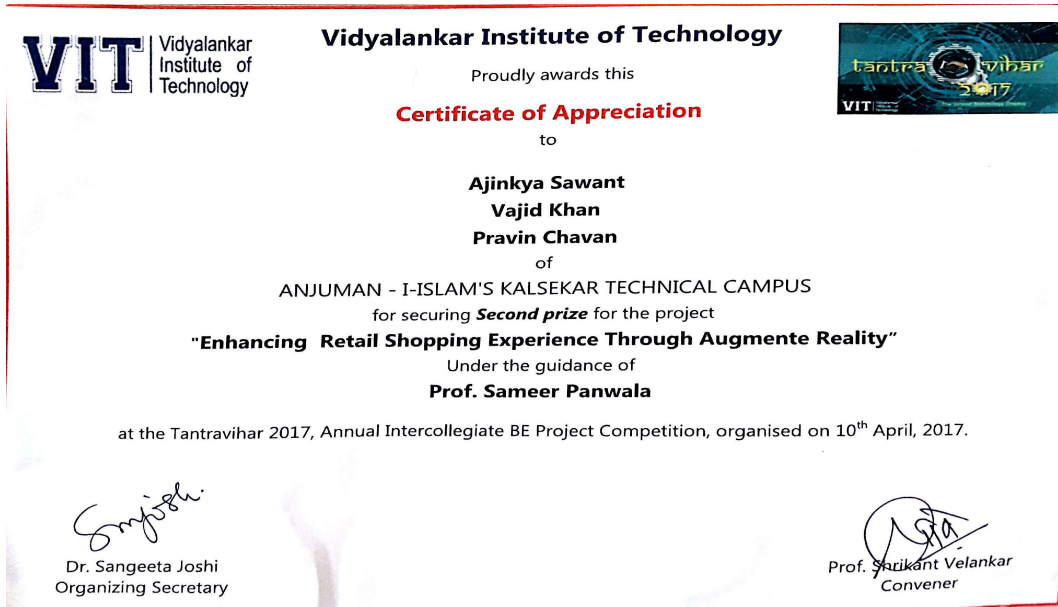 VIT
Vidyalankar
Institute of
Technology
Vidyalankar Institute of Technology
tantra vihar
2017
VIT
Proudly awards this
Certificate of Appreciation
to
Ajinkya Sawant
Vajid Khan
Pravin Chavan
of
ANJUMAN - I-ISLAM'S KALSEKAR TECHNICAL CAMPUS
for securing Second prize for the project
"Enhancing Retail Shopping Experience Through Augmente Reality”
Under the guidance of
Prof. Sameer Panwala
at the Tantravihar 2017, Annual Intercollegiate BE Project Competition, organised on 10th April, 2017.
Dr. Sangeeta Joshi
Organizing Secretary
Prof. Shrikant Velankar
Convener